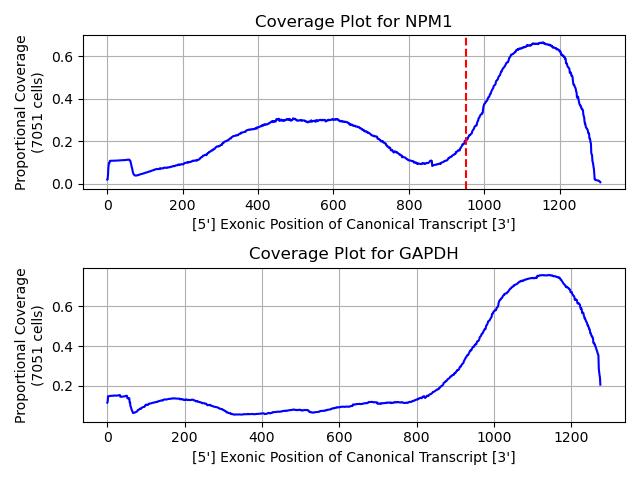 Coverage Plot for NPM1
Proportional Coverage
(7051 cells)
0.6
0.4
0.2
0.0
0 200 400 600 800 1000 1200
[5'] Exonic Position of Canonical Transcript [3']
Coverage Plot for GAPDH
Proportional Coverage
(7051 cells)
0.6
0.4
0.2
0 200 400 600 800 1000 1200
[5'] Exonic Position of Canonical Transcript [3']